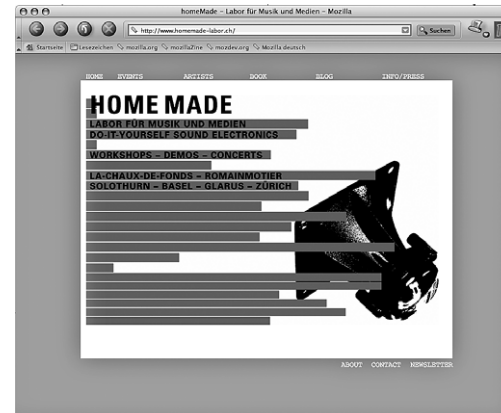 homeMade – Labor für Musik und Medien – Mozilla
http://www.homemade-labor.ch/
Suchen
Startseite Lesezeichen mozilla.org mozillaZine mozdev.org Mozilla deutsch
HOME EVENTS ARTISTS BOOK BLOG INFO/PRESS
HOME MADE
LABOR FÜR MUSIK UND MEDIEN
DO-IT-YOURSELF SOUND ELECTRONICS
WORKSHOPS – DEMOS – CONCERTS
LA-CHAUX-DE-FONDS – ROMAINMOTIER
SOLOTHURN – BASEL – GLARUS – ZÜRICH
ABOUT CONTACT NEWSLETTER